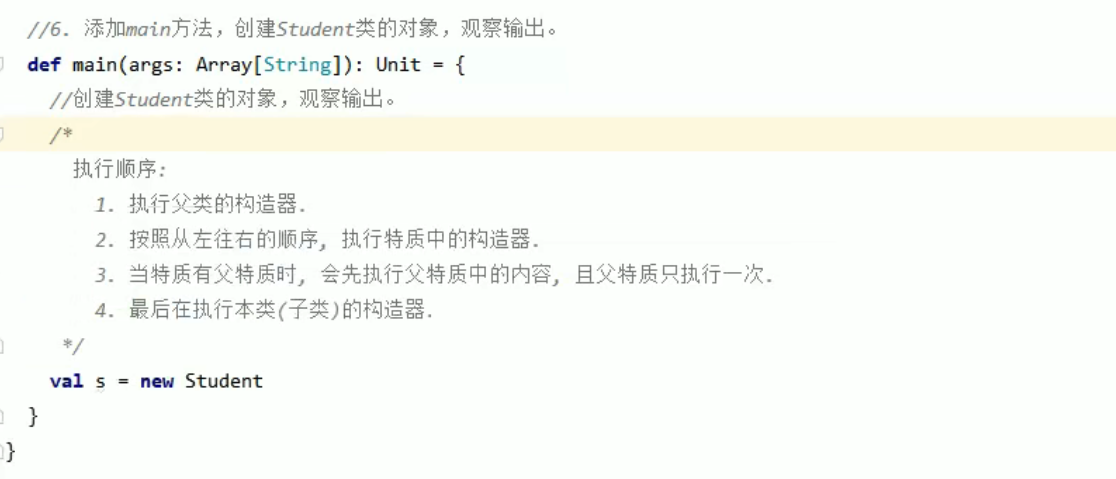 //6. 添加main方法，创建Student类的对象，观察输出。
def main(args: Array[String]): Unit = {
//创建Student类的对象，观察输出。
/*
执行顺序:
1. 执行父类的构造器.
2. 按照从左往右的顺序, 执行特质中的构造器.
3. 当特质有父特质时, 会先执行父特质中的内容, 且父特质只执行一次.
4. 最后在执行本类(子类)的构造器.
*/
val s = new Student
}
}